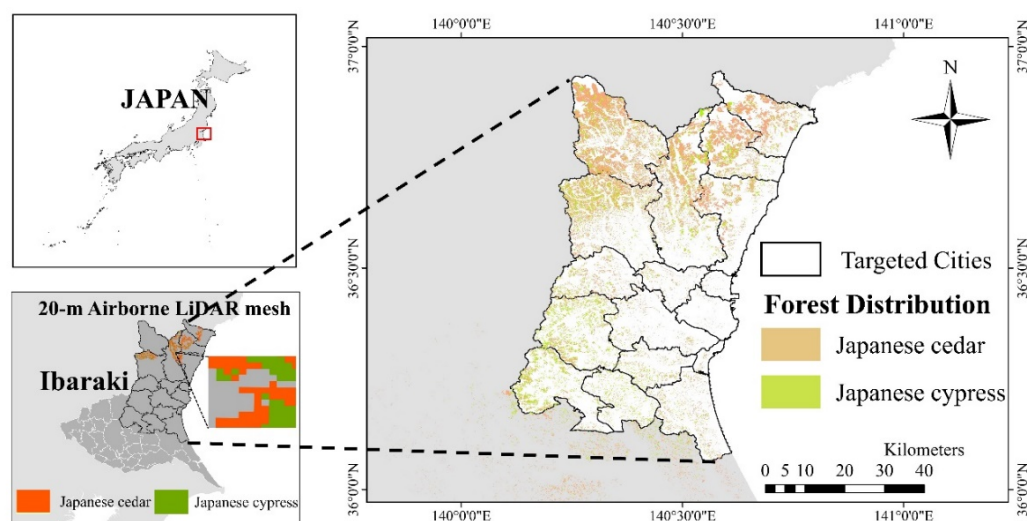 JAPAN
20-m Airborne LiDAR mesh
Ibaraki
Japanese cedar
Japanese cypress
140°0'0"E
140°30'0"E
141°0'0"E
37°0'0"N
37°0'0"N
N
36°30'0"N
36°30'0"N
Targeted Cities
Forest Distribution
Japanese cedar
Japanese cypress
Kilometers
0 5 10 20 30 40
36°0'0"N
36°0'0"N
140°0'0"E
140°30'0"E
141°0'0"E